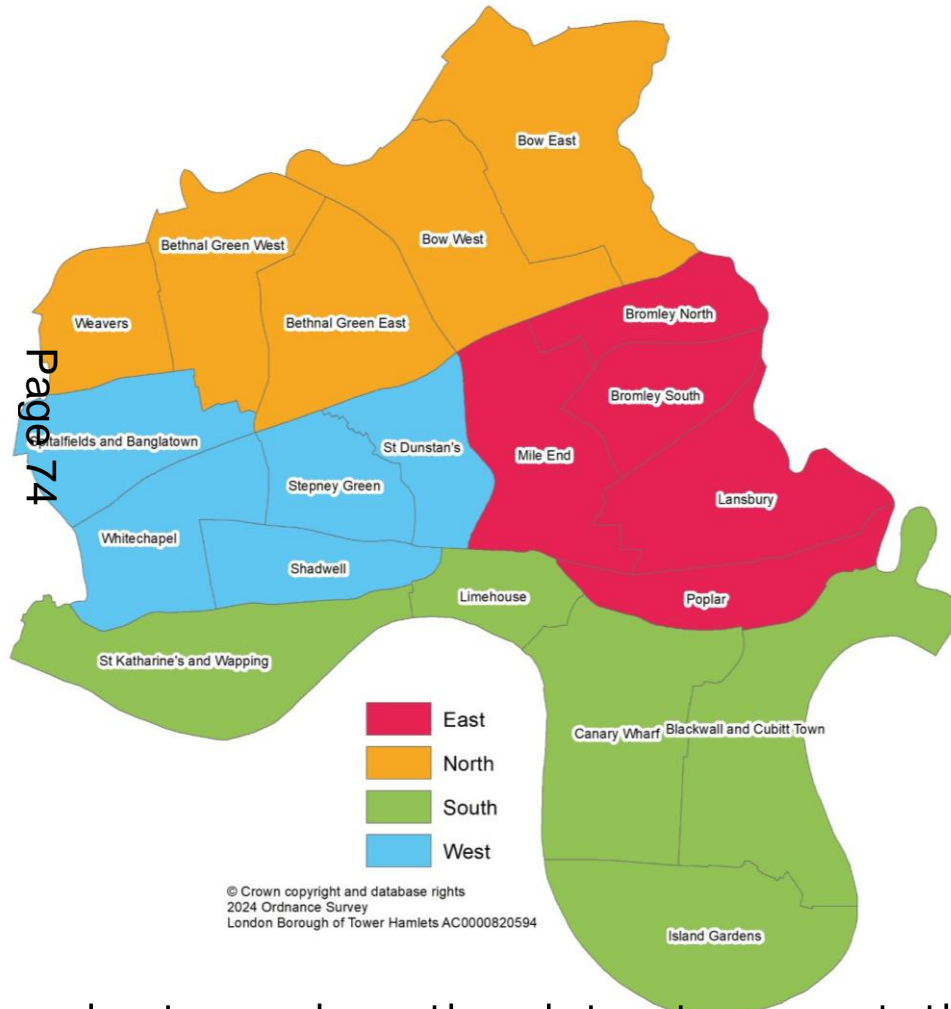 Bow East
Bow West
Bethnal Green West
Weavers
Bethnal Green East
Bromley North
Bromley South
Page 74
Spitalfields and Banglatown
St Dunstan's
Mile End
Stepney Green
Lansbury
Whitechapel
Shadwell
Limehouse
Poplar
St Katharine's and Wapping
Canary Wharf
Blackwall and Cubitt Town
Island Gardens
East
North
South
West
© Crown copyright and database rights
2024 Ordnance Survey
London Borough of Tower Hamlets AC0000820594